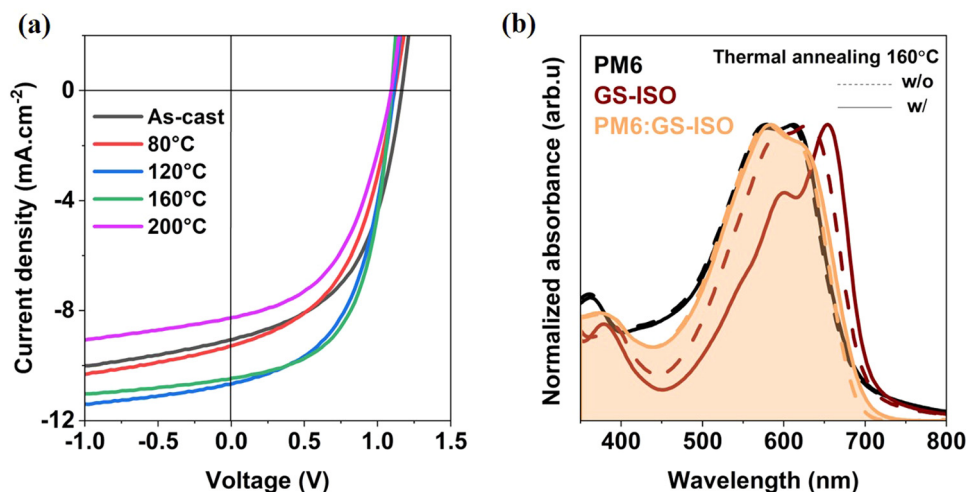 (a)
Current density (mA.cm⁻²)
0
-4
-8
-12
As-cast
80°C
120°C
160°C
200°C
-1.0 -0.5 0.0 0.5 1.0 1.5
Voltage (V)
(b)
Normalized absorbance (arb.u)
PM6
GS-ISO
PM6:GS-ISO
Thermal annealing 160°C
w/o
w/
400 500 600 700 800
Wavelength (nm)